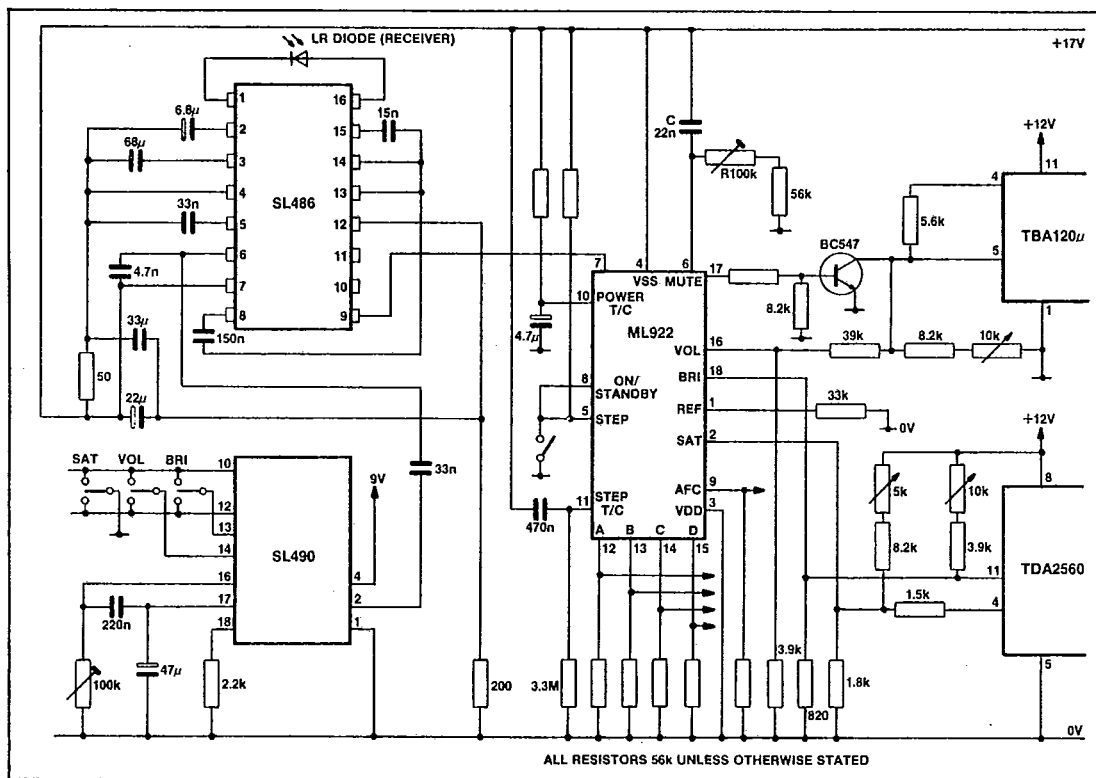 LR DIODE (RECEIVER)
+17V
1
16
6.8µ
2
15
15n
68µ
3
14
4
13
SL486
33n
5
12
6
11
4.7n
7
10
8
9
33µ
150n
50
22µ
C
22n
R100k
56k
+12V
11
4
5.6k
TBA120µ
5
BC547
1
7
4
6
VSS
MUTE
17
8.2k
10
POWER
T/C
4.7µ
ML922
VOL
16
39k
8.2k
10k
8
ON/
STANDBY
BRI
18
5
STEP
REF
1
33k
0V
SAT
2
+12V
8
AFC
9
VDD
3
11
STEP
T/C
470n
A
B
C
D
12
13
14
15
5k
10k
8.2k
3.9k
11
TDA2560
4
1.5k
5
SAT
VOL
BRI
10
12
13
14
9V
33n
SL490
16
17
18
4
2
1
220n
100k
47µ
2.2k
200
3.3M
3.9k
820
1.8k
0V
ALL RESISTORS 56k UNLESS OTHERWISE STATED